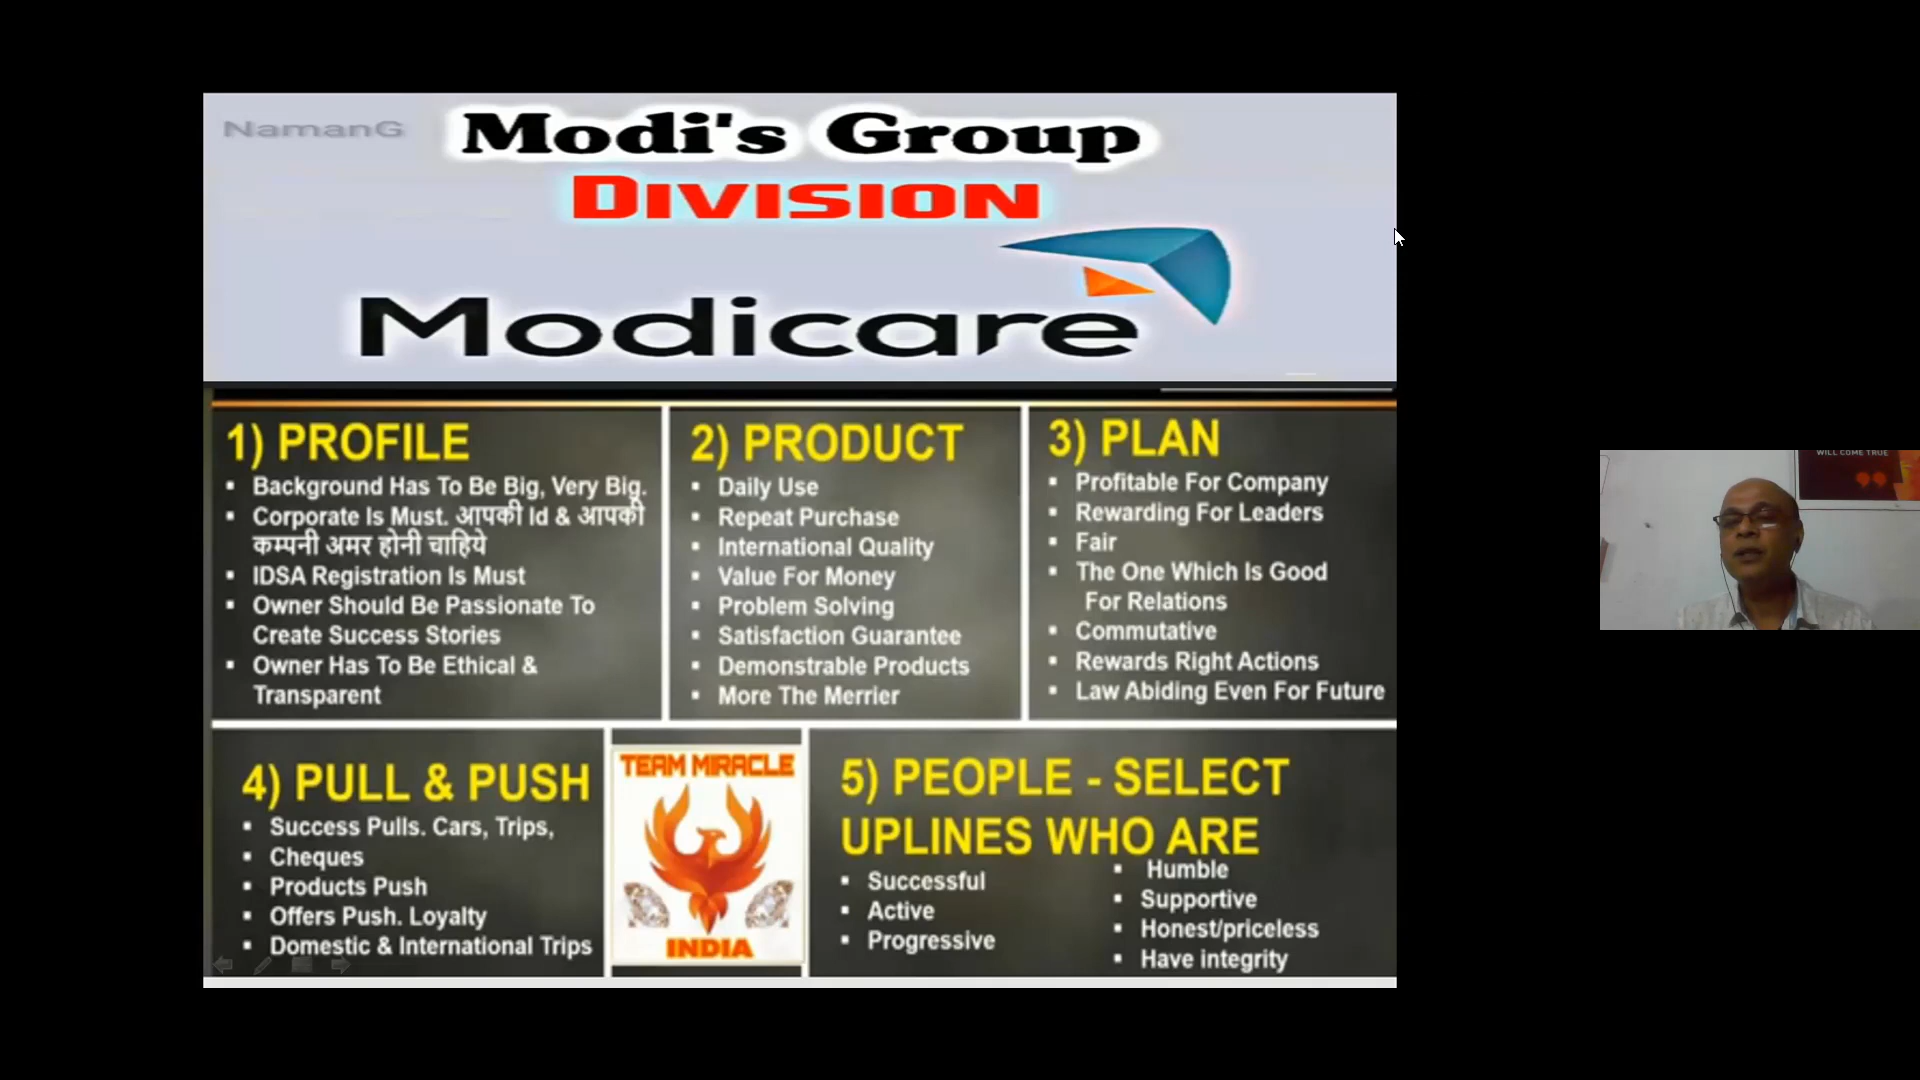 NamanG
Modi's Group
DIVISION
Modicare
1) PROFILE
▪ Background Has To Be Big, Very Big.
▪ Corporate Is Must. आपकी Id & आपकी
कम्पनी अमर होनी चाहिये
▪ IDSA Registration Is Must
▪ Owner Should Be Passionate To
Create Success Stories
▪ Owner Has To Be Ethical &
Transparent
2) PRODUCT
▪ Daily Use
▪ Repeat Purchase
▪ International Quality
▪ Value For Money
▪ Problem Solving
▪ Satisfaction Guarantee
▪ Demonstrable Products
▪ More The Merrier
3) PLAN
▪ Profitable For Company
▪ Rewarding For Leaders
▪ Fair
▪ The One Which Is Good
For Relations
▪ Commutative
▪ Rewards Right Actions
▪ Law Abiding Even For Future
4) PULL & PUSH
▪ Success Pulls. Cars, Trips,
▪ Cheques
▪ Products Push
▪ Offers Push. Loyalty
▪ Domestic & International Trips
TEAM MIRACLE
INDIA
5) PEOPLE - SELECT
UPLINES WHO ARE
▪ Successful
▪ Active
▪ Progressive
▪ Humble
▪ Supportive
▪ Honest/priceless
▪ Have integrity
WILL COME TRUE